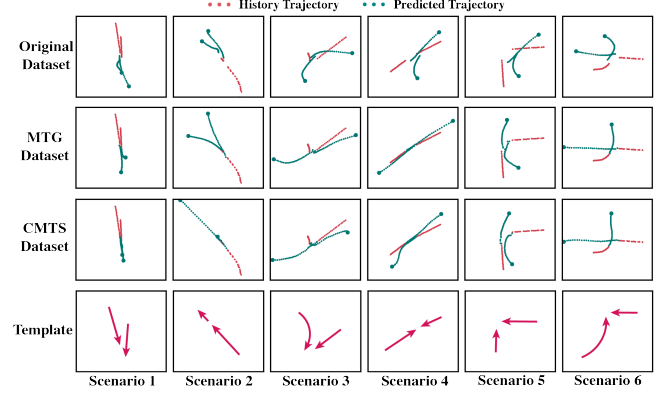 History Trajectory Predicted Trajectory
Original
Dataset
MTG
Dataset
CMTS
Dataset
Template
Scenario 1 Scenario 2 Scenario 3 Scenario 4 Scenario 5 Scenario 6